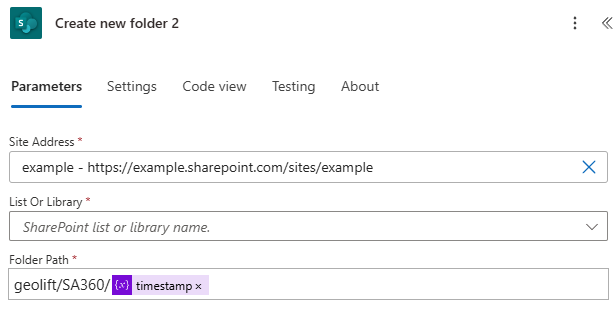 Create new folder 2
Parameters Settings Code view Testing About
Site Address *
example - https://example.sharepoint.com/sites/example
List Or Library *
SharePoint list or library name.
Folder Path *
geolift/SA360/ {x} timestamp ×